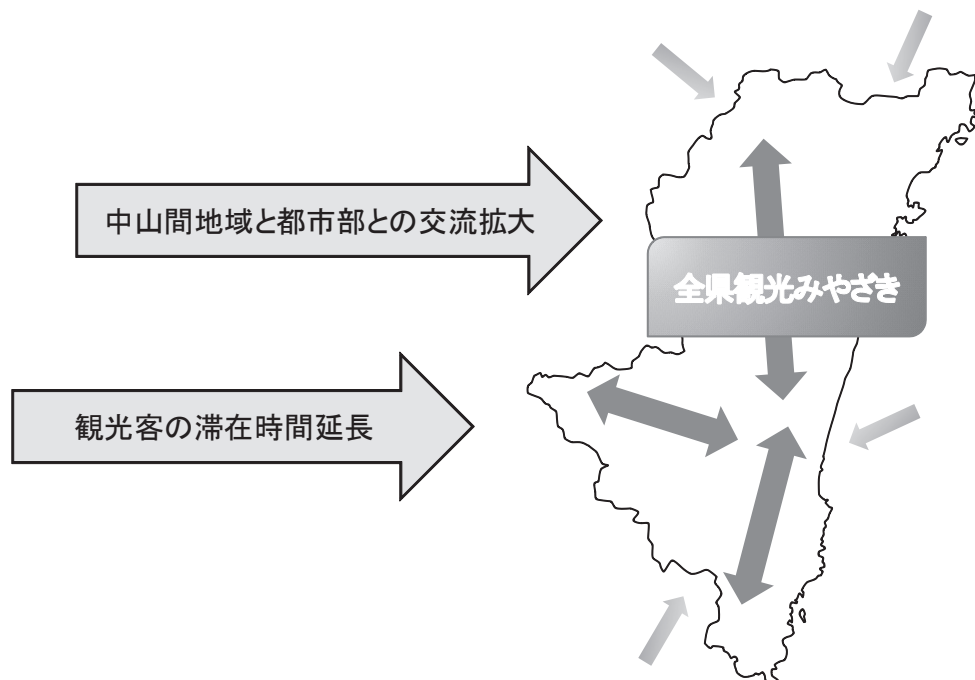 中山間地域と都市部との交流拡大
全県観光みやざき
観光客の滞在時間延長